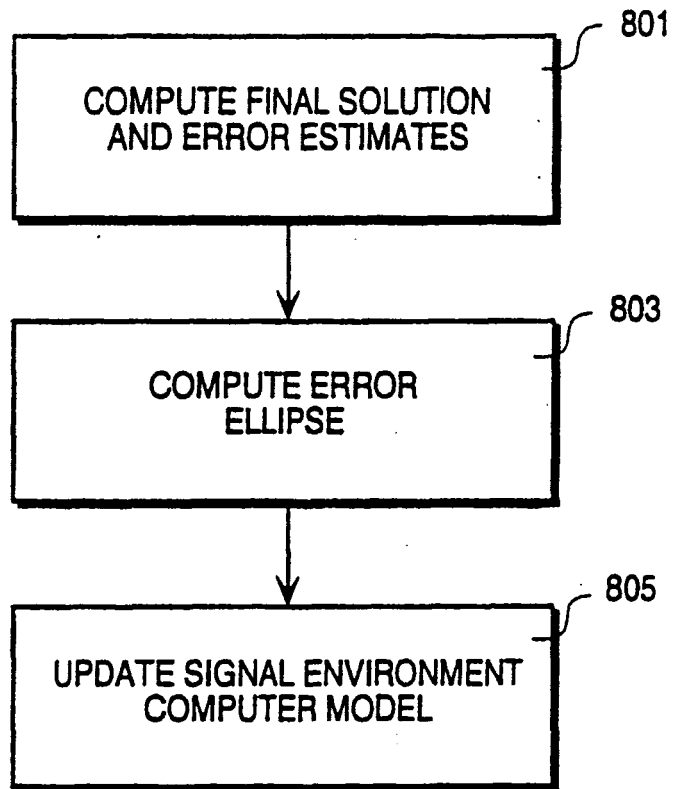 801
COMPUTE FINAL SOLUTION
AND ERROR ESTIMATES
803
COMPUTE ERROR
ELLIPSE
805
UPDATE SIGNAL ENVIRONMENT
COMPUTER MODEL